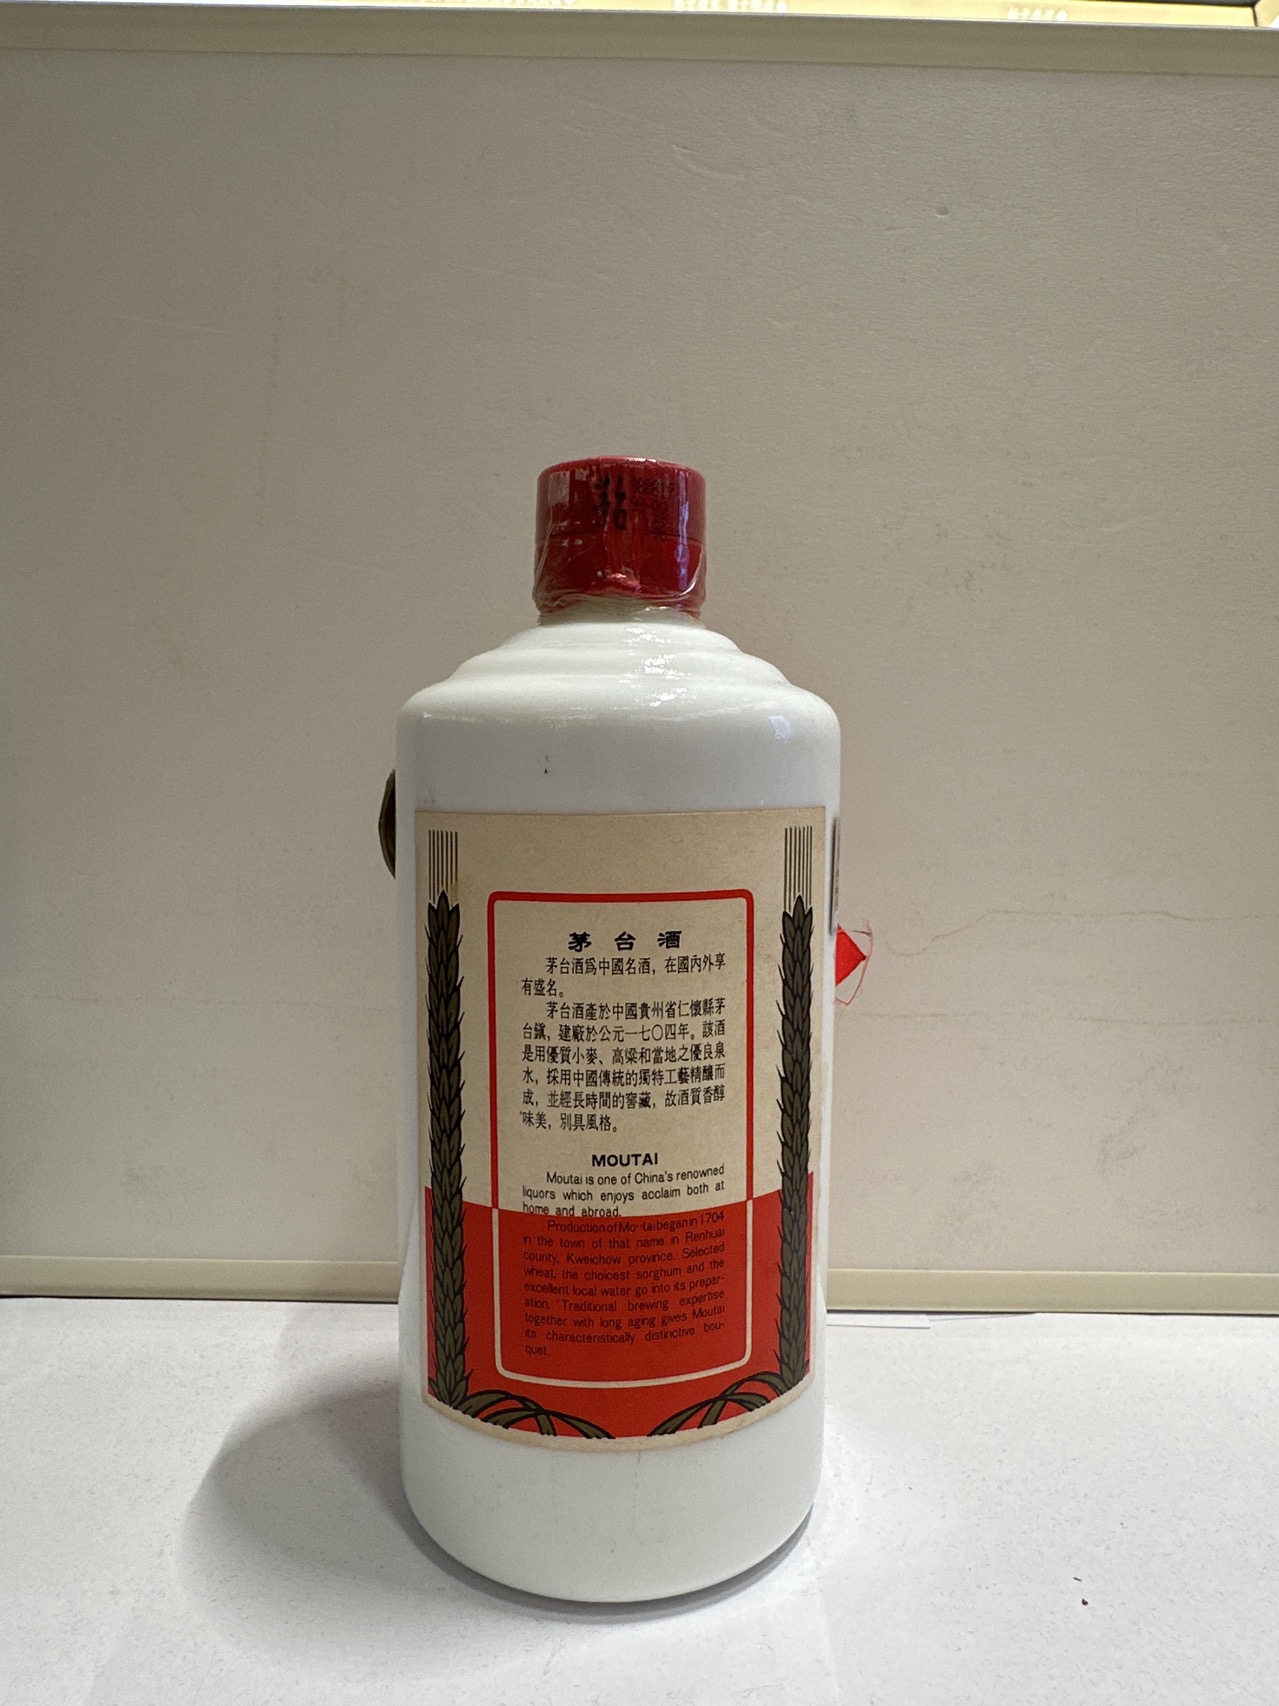 茅台酒
茅台酒爲中國名酒，在國內外享
有盛名。
茅台酒產於中國貴州省仁懷縣茅
台鎮，建廠於公元一七〇四年。該酒
是用優質小麥、高粱和當地之優良泉
水，採用中國傳統的獨特工藝精釀而
成，並經長時間的窖藏，故酒質香醇
味美，別具風格。
MOUTAI
Moutai is one of China's renowned
liquors which enjoys acclaim both at
home and abroad.
Production of Moutai began in 1704
in the town of that name in Renhuai
county, Kweichow province. Selected
wheat, the choicest sorghum and the
excellent local water go into its prepar-
ation. Traditional brewing expertise
together with long aging gives Moutai
its characteristically distinctive bou-
quet.